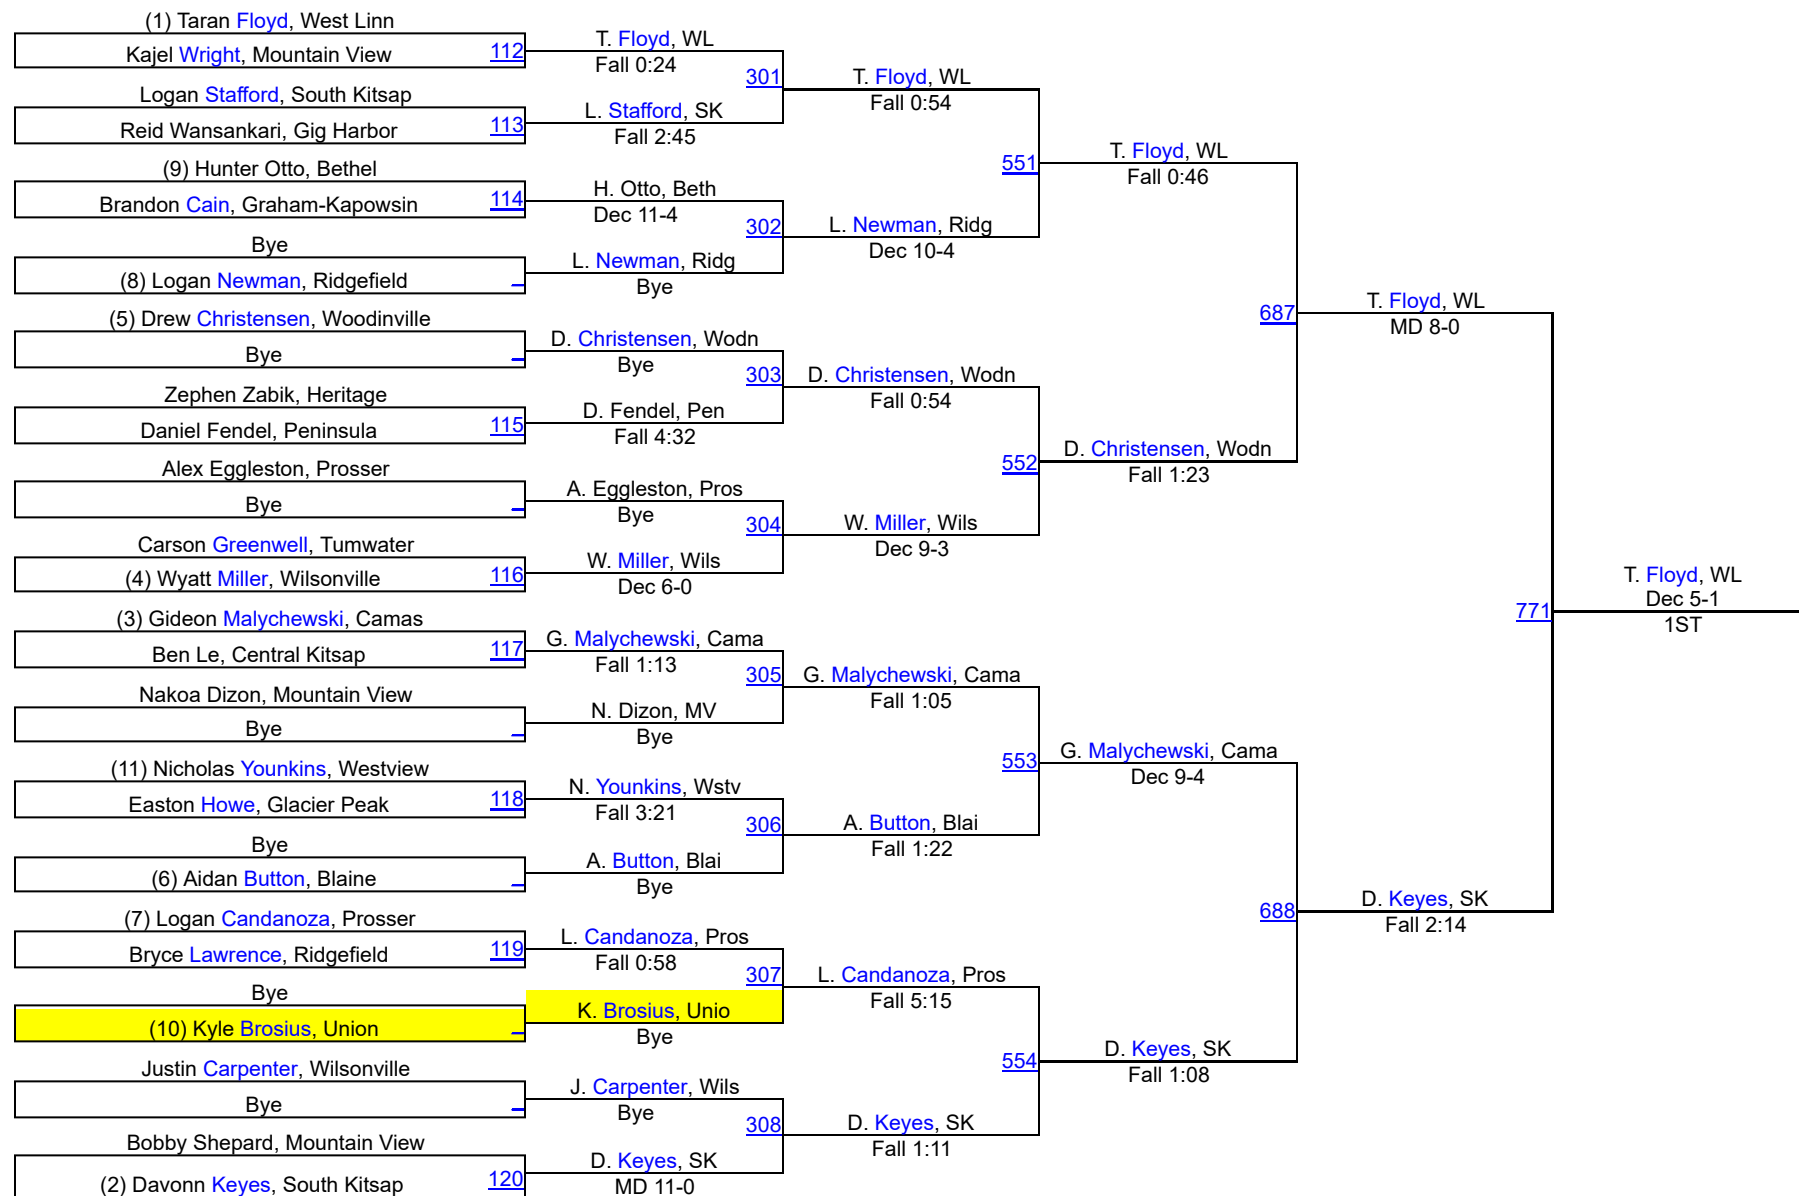 (1) Taran Floyd, West Linn
Kajel Wright, Mountain View 112
Logan Stafford, South Kitsap
Reid Wansankari, Gig Harbor 113
(9) Hunter Otto, Bethel
Brandon Cain, Graham-Kapowsin 114
Bye
(8) Logan Newman, Ridgefield
(5) Drew Christensen, Woodinville
Bye
Zephen Zabik, Heritage
Daniel Fendel, Peninsula 115
Alex Eggleston, Prosser
Bye
Carson Greenwell, Tumwater
(4) Wyatt Miller, Wilsonville 116
(3) Gideon Malychewski, Camas
Ben Le, Central Kitsap 117
Nakoa Dizon, Mountain View
Bye
(11) Nicholas Younkins, Westview
Easton Howe, Glacier Peak 118
Bye
(6) Aidan Button, Blaine
(7) Logan Candanoza, Prosser
Bryce Lawrence, Ridgefield 119
Bye
(10) Kyle Brosius, Union
Justin Carpenter, Wilsonville
Bye
Bobby Shepard, Mountain View
(2) Davonn Keyes, South Kitsap 120
T. Floyd, WL
Fall 0:24
301
L. Stafford, SK
Fall 2:45
H. Otto, Beth
Dec 11-4
302
L. Newman, Ridg
Bye
D. Christensen, Wodn
Bye
303
D. Fendel, Pen
Fall 4:32
A. Eggleston, Pros
Bye
304
W. Miller, Wils
Dec 6-0
G. Malychewski, Cama
Fall 1:13
305
N. Dizon, MV
Bye
N. Younkins, Wstv
Fall 3:21
306
A. Button, Blai
Bye
L. Candanoza, Pros
Fall 0:58
307
K. Brosius, Unio
Bye
J. Carpenter, Wils
Bye
308
D. Keyes, SK
MD 11-0
T. Floyd, WL
Fall 0:54
551
L. Newman, Ridg
Dec 10-4
D. Christensen, Wodn
Fall 0:54
552
W. Miller, Wils
Dec 9-3
G. Malychewski, Cama
Fall 1:05
553
A. Button, Blai
Fall 1:22
L. Candanoza, Pros
Fall 5:15
554
D. Keyes, SK
Fall 1:11
T. Floyd, WL
Fall 0:46
687
D. Christensen, Wodn
Fall 1:23
G. Malychewski, Cama
Dec 9-4
688
D. Keyes, SK
Fall 1:08
T. Floyd, WL
MD 8-0
771
D. Keyes, SK
Fall 2:14
T. Floyd, WL
Dec 5-1
1ST